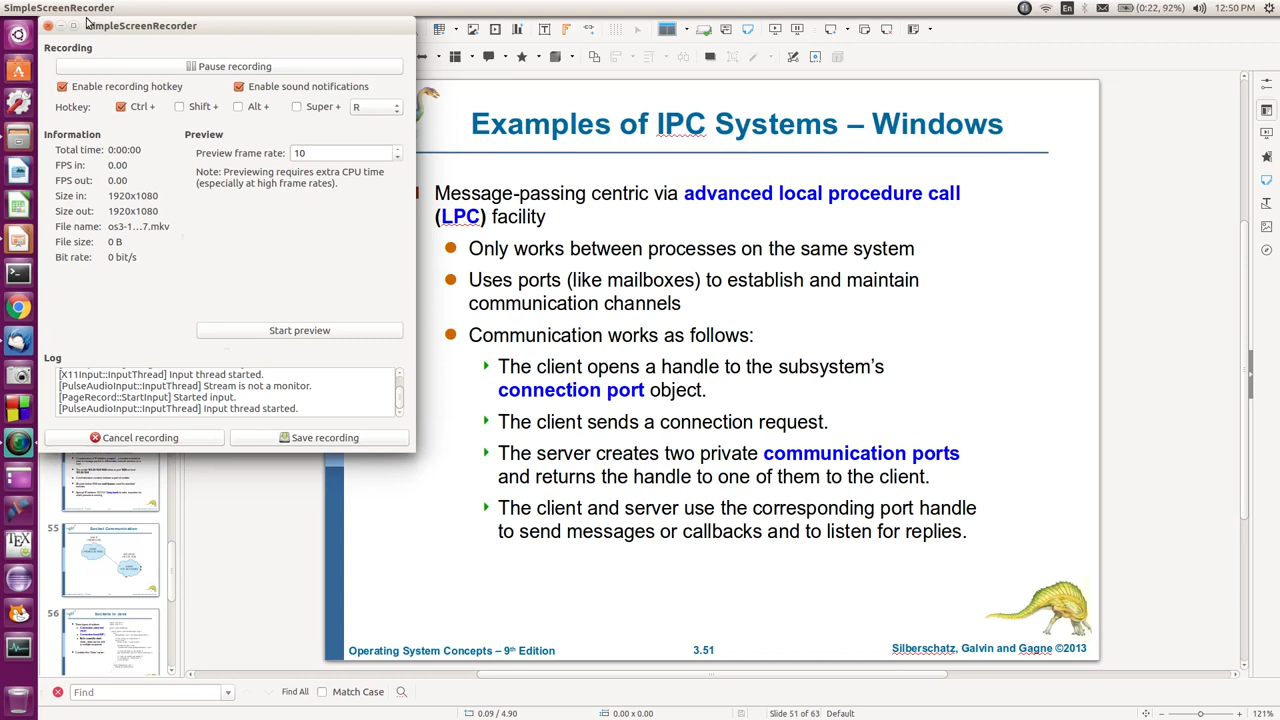 SimpleScreenRecorder
En
(0:22, 92%)
12:50 PM
SimpleScreenRecorder
Recording
Pause recording
Enable recording hotkey
Enable sound notifications
Hotkey:
Ctrl +
Shift +
Alt +
Super +
R
Information
Preview
Total time: 0:00:00
FPS in: 0.00
FPS out: 0.00
Size in: 1920x1080
Size out: 1920x1080
File name: os3-1...7.mkv
File size: 0 B
Bit rate: 0 bit/s
Preview frame rate:
10
Note: Previewing requires extra CPU time
(especially at high frame rates).
Start preview
Log
[X11Input::InputThread] Input thread started.
[PulseAudioInput::InputThread] Stream is not a monitor.
[PageRecord::StartInput] Started input.
[PulseAudioInput::InputThread] Input thread started.
Cancel recording
Save recording
Examples of IPC Systems – Windows
Message-passing centric via advanced local procedure call
(LPC) facility
Only works between processes on the same system
Uses ports (like mailboxes) to establish and maintain
communication channels
Communication works as follows:
The client opens a handle to the subsystem's
connection port object.
The client sends a connection request.
The server creates two private communication ports
and returns the handle to one of them to the client.
The client and server use the corresponding port handle
to send messages or callbacks and to listen for replies.
Operating System Concepts – 9th Edition
3.51
Silberschatz, Galvin and Gagne ©2013
55
Socket Communication
56
Sockets in Java
Find
Find All
Match Case
0.09 / 4.90
0.00 x 0.00
Slide 51 of 63
Default
121%